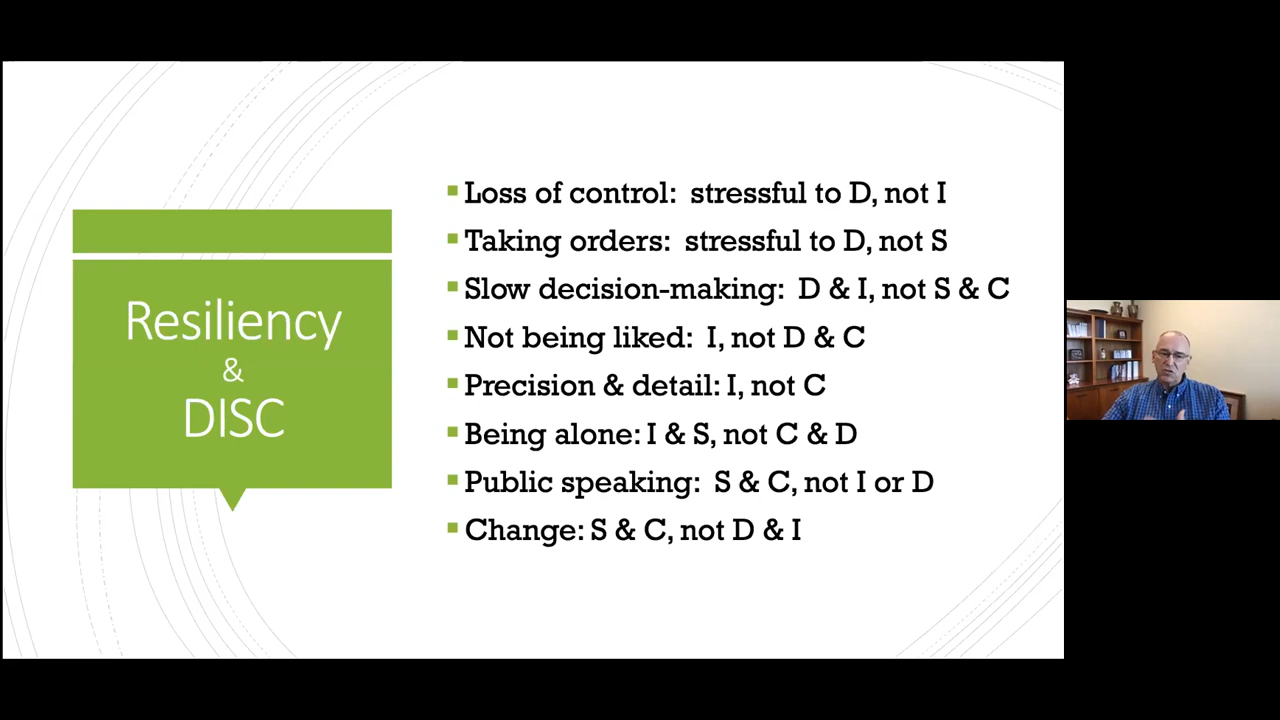 Resiliency
&
DISC
Loss of control: stressful to D, not I
Taking orders: stressful to D, not S
Slow decision-making: D & I, not S & C
Not being liked: I, not D & C
Precision & detail: I, not C
Being alone: I & S, not C & D
Public speaking: S & C, not I or D
Change: S & C, not D & I